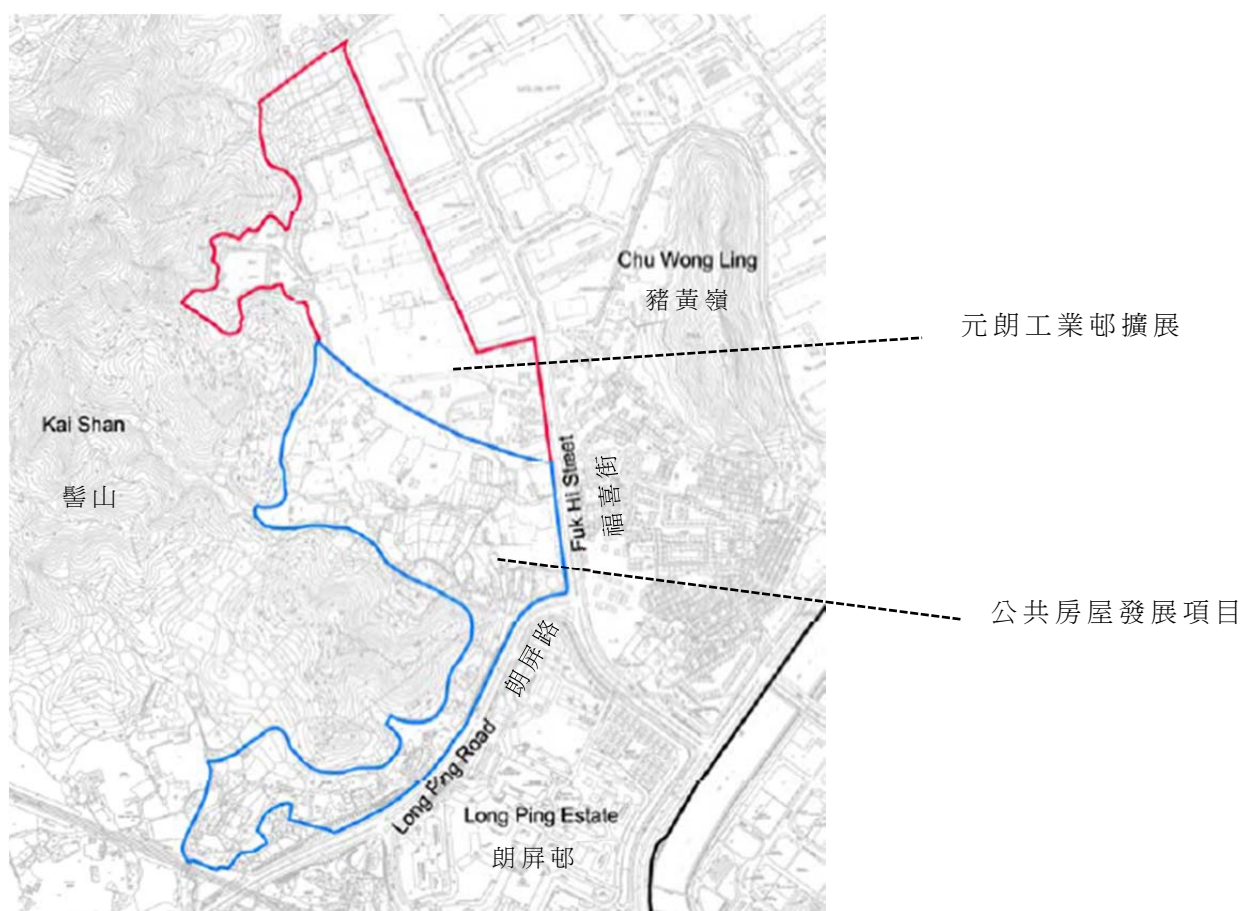 Chu Wong Ling
豬黃嶺
元朗工業邨擴展
Kai Shan
髻山
Fuk Hi Street
福喜街
公共房屋發展項目
朗屏路
Long Ping Road
Long Ping Estate
朗屏邨